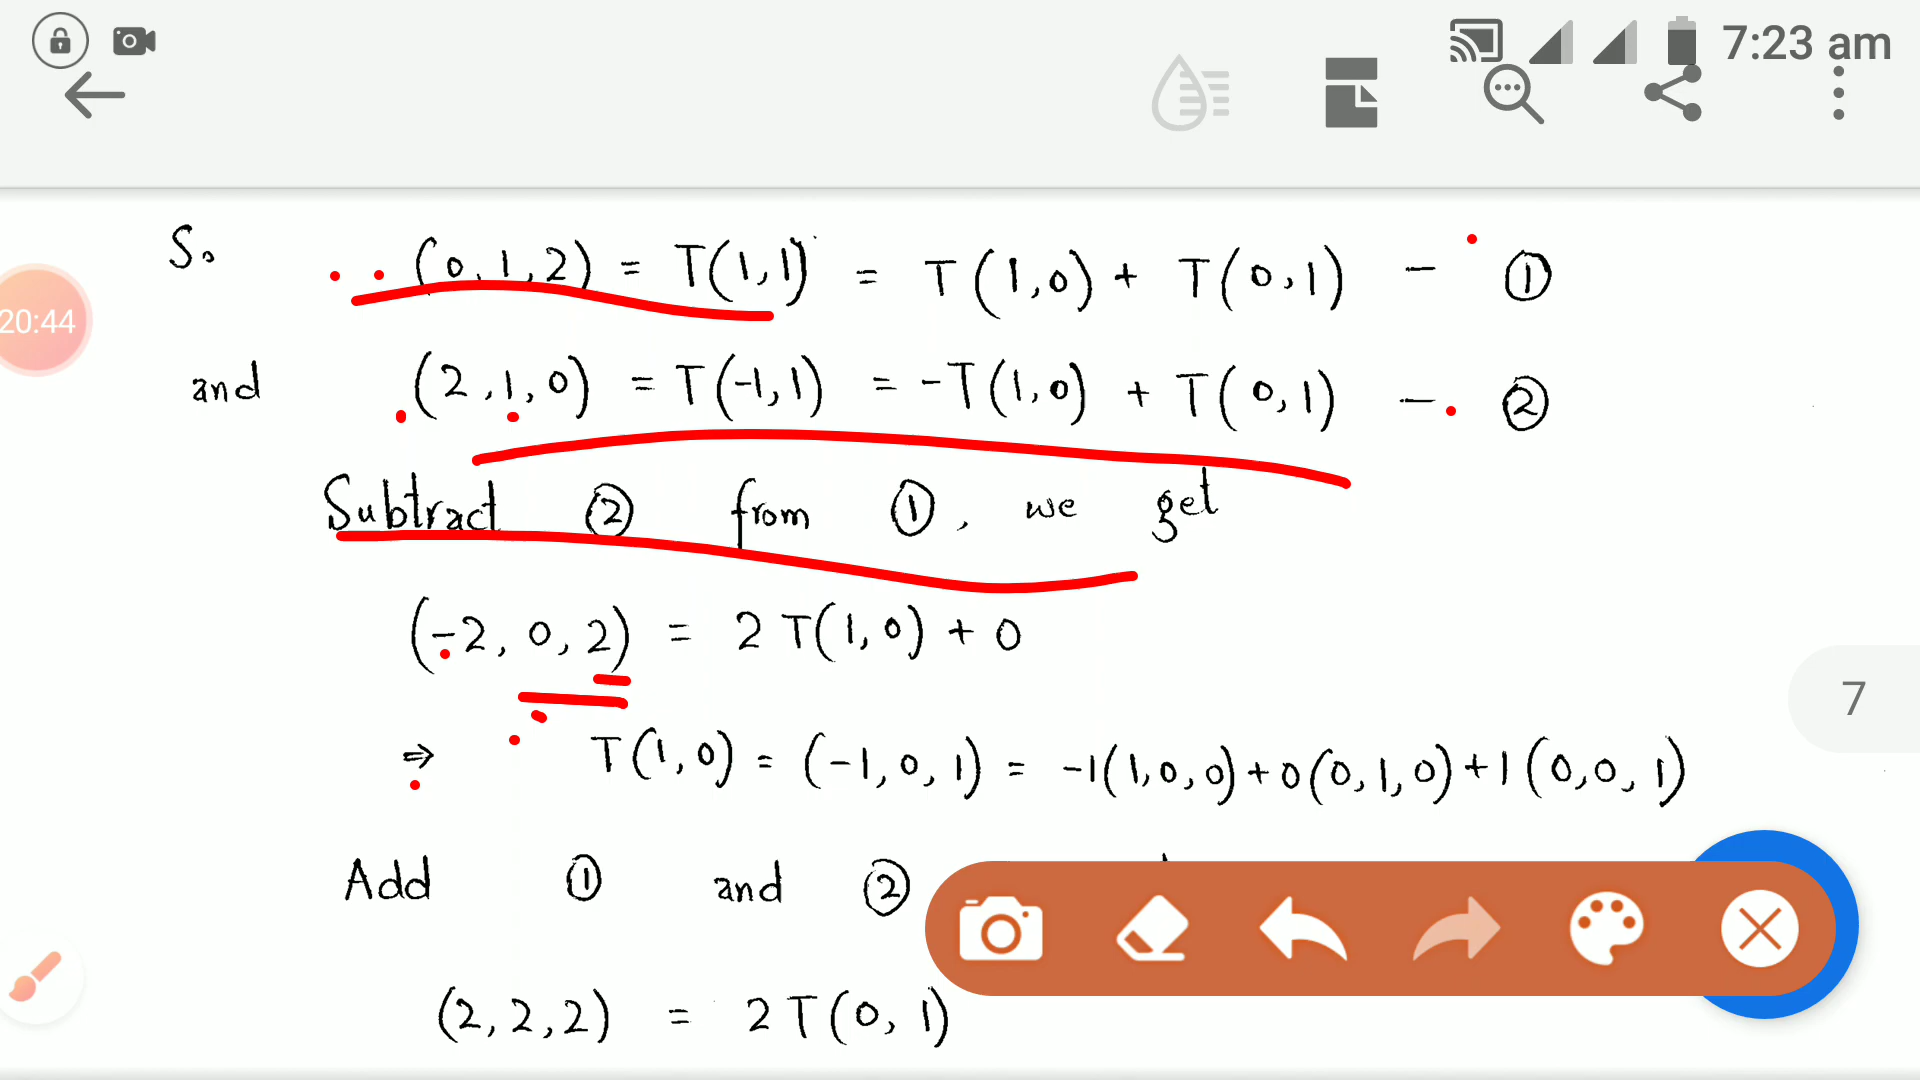 7:23 am
20:44
So (0,1,2) = T(1,1) = T(1,0) + T(0,1) - ①
and (2,1,0) = T(-1,1) = -T(1,0) + T(0,1) - ②
Subtract ② from ①, we get
(-2,0,2) = 2T(1,0) + 0
7
⇒ T(1,0) = (-1,0,1) = -1(1,0,0)+0(0,1,0)+1(0,0,1)
Add ① and ②
(2,2,2) = 2T(0,1)